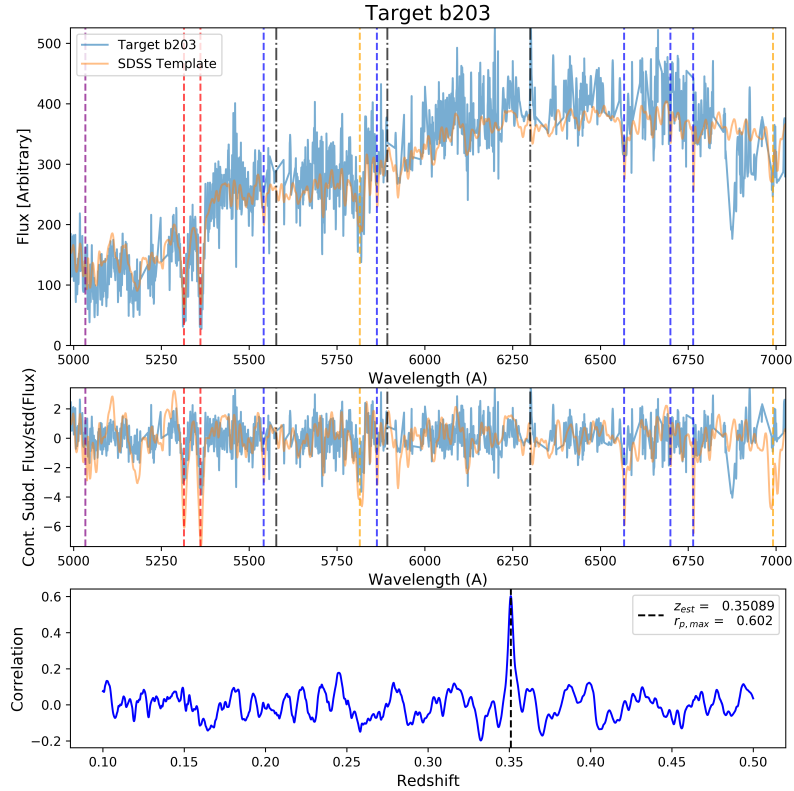 Target b203
Flux [Arbitrary]
500
400
300
200
100
0
Target b203
SDSS Template
5000 5250 5500 5750 6000 6250 6500 6750 7000
Wavelength (A)
Cont. Subd. Flux/std(Flux)
2
0
−2
−4
−6
5000 5250 5500 5750 6000 6250 6500 6750 7000
Wavelength (A)
Correlation
0.6
0.4
0.2
0.0
−0.2
z_est = 0.35089
r_p,max = 0.602
0.10 0.15 0.20 0.25 0.30 0.35 0.40 0.45 0.50
Redshift